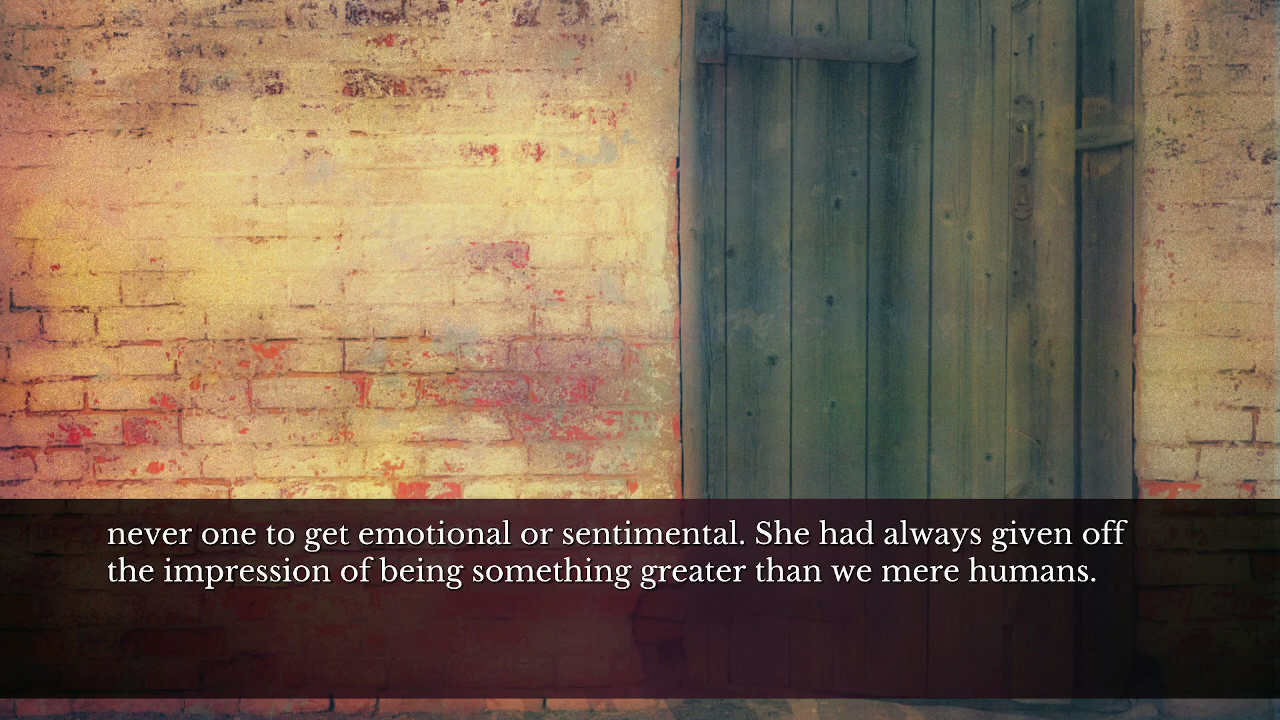 never one to get emotional or sentimental. She had always given off
the impression of being something greater than we mere humans.